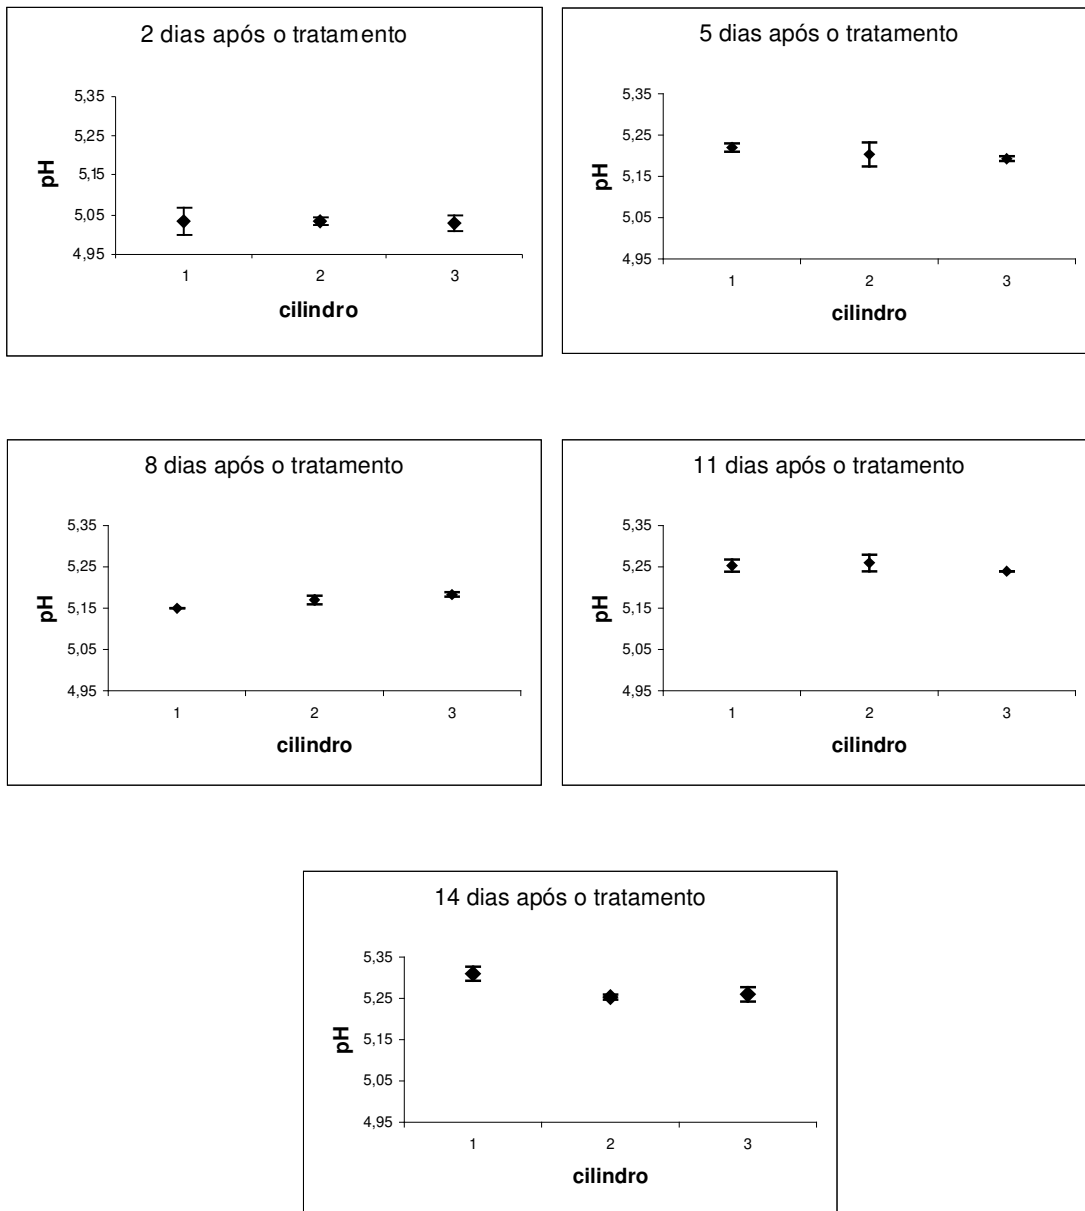 2 dias após o tratamento
5,35
5,25
5,15
5,05
4,95
pH
1 2 3
cilindro
5 dias após o tratamento
5,35
5,25
5,15
5,05
4,95
pH
1 2 3
cilindro
8 dias após o tratamento
5,35
5,25
5,15
5,05
4,95
pH
1 2 3
cilindro
11 dias após o tratamento
5,35
5,25
5,15
5,05
4,95
pH
1 2 3
cilindro
14 dias após o tratamento
5,35
5,25
5,15
5,05
4,95
pH
1 2 3
cilindro